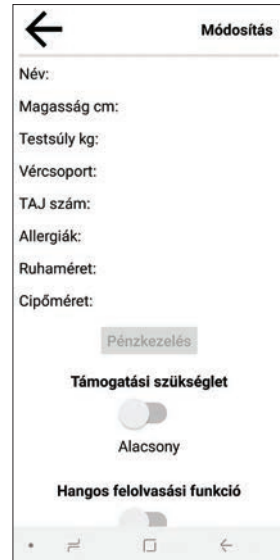 Módosítás
Név:
Magasság cm:
Testsúly kg:
Vércsoport:
TAJ szám:
Allergiák:
Ruhaméret:
Cipőméret:
Pénzkezelés
Támogatási szükséglet
Alacsony
Hangos felolvasási funkció